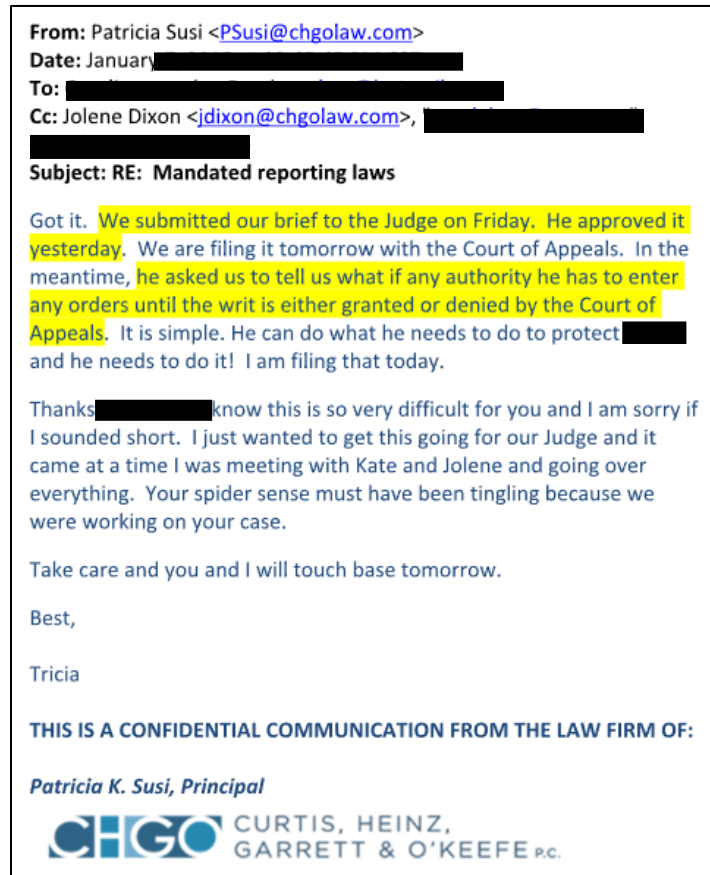 From: Patricia Susi <PSusi@chgolaw.com>
Date: January
To:
Cc: Jolene Dixon <jdixon@chgolaw.com>,
Subject: RE:  Mandated reporting laws
Got it.  We submitted our brief to the Judge on Friday.  He approved it
yesterday.  We are filing it tomorrow with the Court of Appeals.  In the
meantime, he asked us to tell us what if any authority he has to enter
any orders until the writ is either granted or denied by the Court of
Appeals.  It is simple. He can do what he needs to do to protect
and he needs to do it!  I am filing that today.
Thanks know this is so very difficult for you and I am sorry if
I sounded short.  I just wanted to get this going for our Judge and it
came at a time I was meeting with Kate and Jolene and going over
everything.  Your spider sense must have been tingling because we
were working on your case.
Take care and you and I will touch base tomorrow.
Best,
Tricia
THIS IS A CONFIDENTIAL COMMUNICATION FROM THE LAW FIRM OF:
Patricia K. Susi, Principal
CHGO CURTIS, HEINZ,
GARRETT & O'KEEFE P.C.